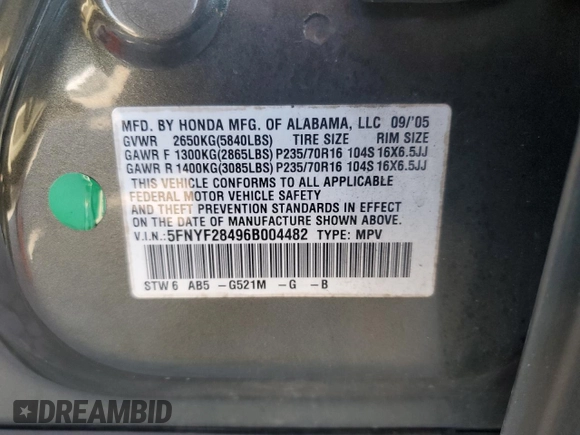 MFD. BY HONDA MFG. OF ALABAMA, LLC 09/'05
GVWR 2650KG(5840LBS) TIRE SIZE RIM SIZE
GAWR F 1300KG(2865LBS) P235/70R16 104S 16X6.5JJ
GAWR R 1400KG(3085LBS) P235/70R16 104S 16X6.5JJ
THIS VEHICLE CONFORMS TO ALL APPLICABLE
FEDERAL MOTOR VEHICLE SAFETY
AND THEFT PREVENTION STANDARDS IN EFFECT
ON THE DATE OF MANUFACTURE SHOWN ABOVE.
V.I.N.:5FNYF28496B004482 TYPE: MPV
STW6 AB5 -G521M -G -B
DREAMBID